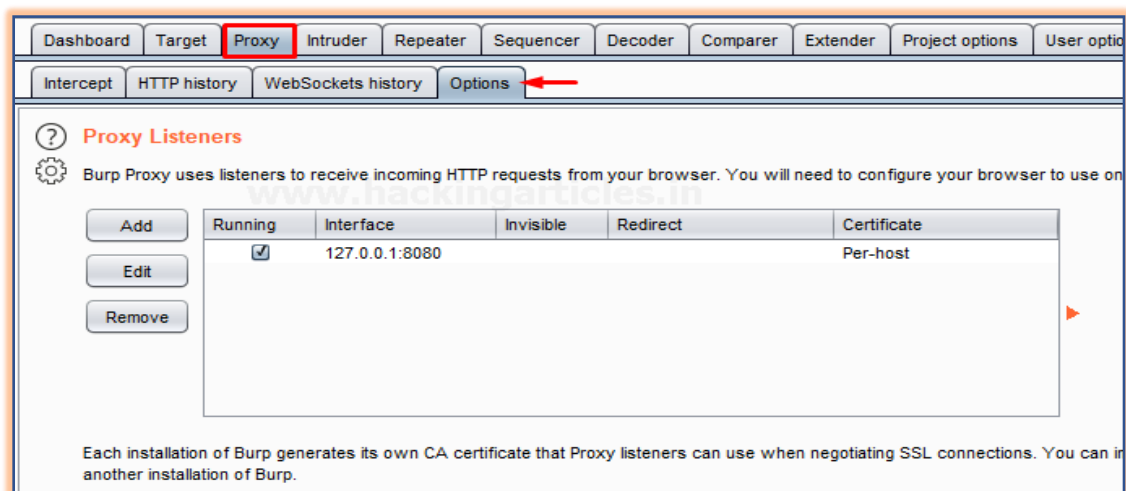 Dashboard Target Proxy Intruder Repeater Sequencer Decoder Comparer Extender Project options User optio
Intercept HTTP history WebSockets history Options
Proxy Listeners
Burp Proxy uses listeners to receive incoming HTTP requests from your browser. You will need to configure your browser to use on
www.hackingarticles.in
Add Running Interface Invisible Redirect Certificate
127.0.0.1:8080 Per-host
Edit
Remove
Each installation of Burp generates its own CA certificate that Proxy listeners can use when negotiating SSL connections. You can i
another installation of Burp.